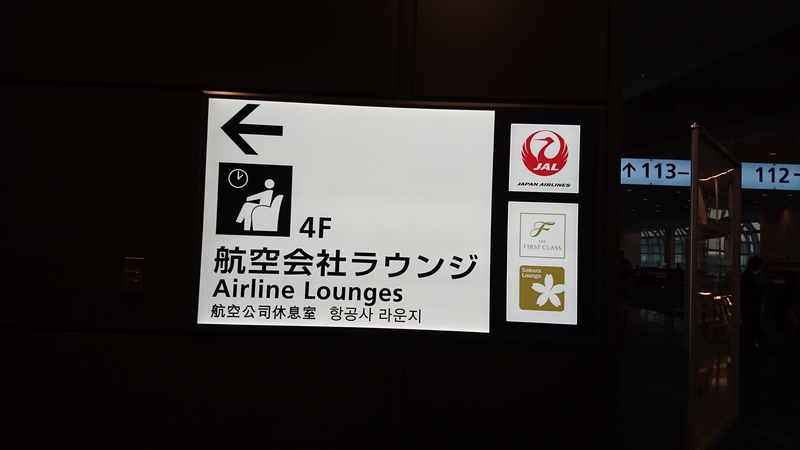 4F
航空会社ラウンジ
Airline Lounges
航空公司休息室 항공사 라운지
JAL
JAPAN AIRLINES
F
JAL
FIRST CLASS
Sakura
Lounge
↑113-
112-